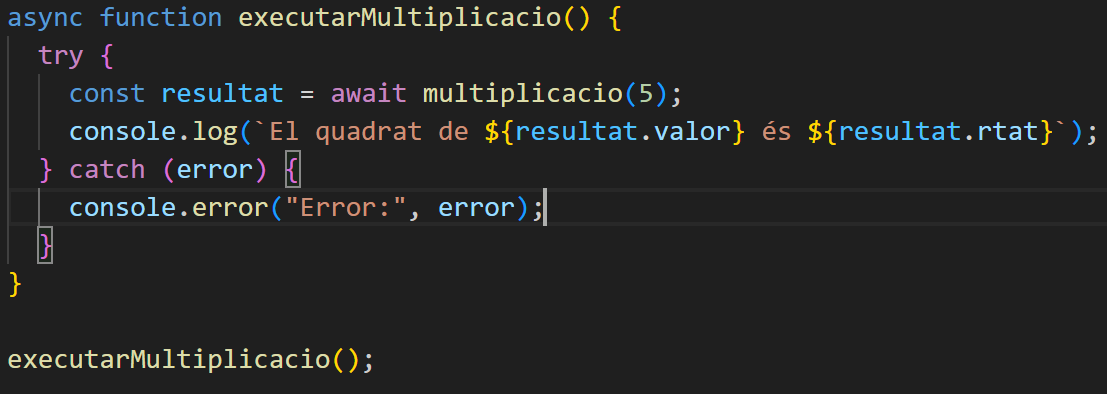 async function executarMultiplicacio() {
  try {
    const resultat = await multiplicacio(5);
    console.log(`El quadrat de ${resultat.valor} és ${resultat.rtat}`);
  } catch (error) {
    console.error("Error:", error);
  }
}

executarMultiplicacio();